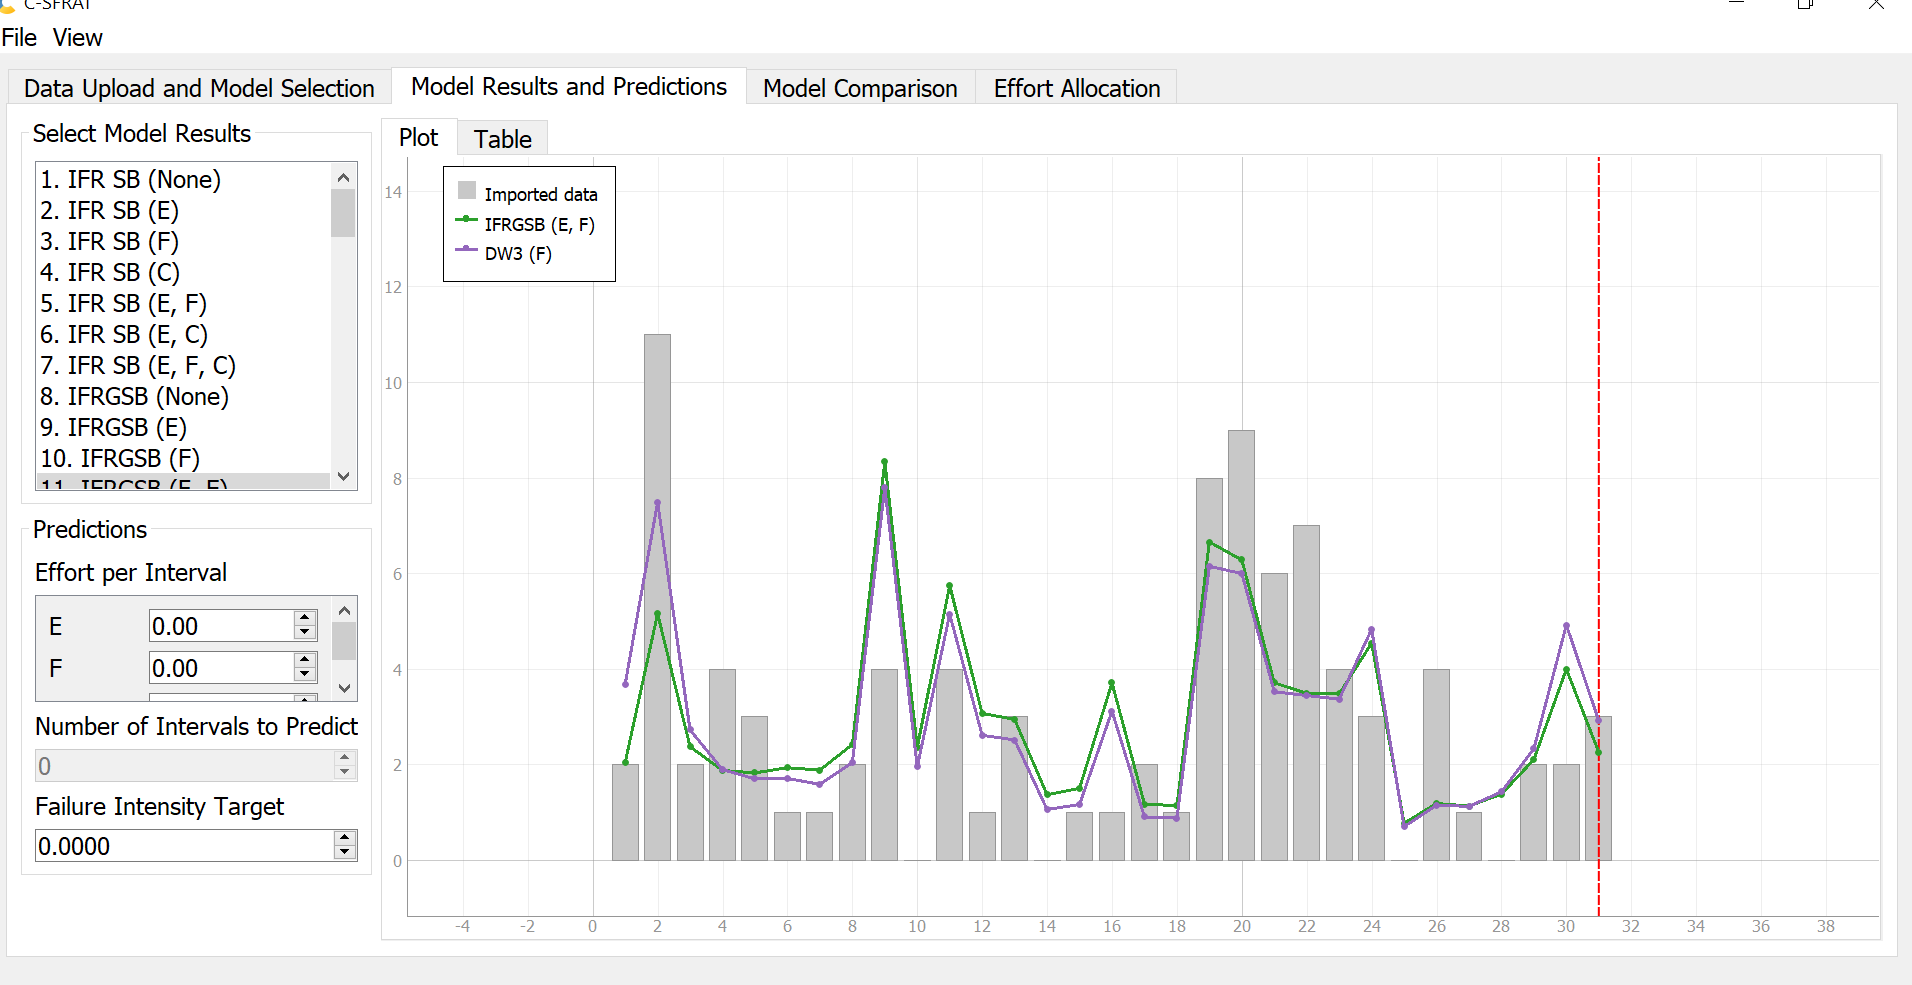 C-SFRAT
File View
Data Upload and Model Selection Model Results and Predictions Model Comparison Effort Allocation
Select Model Results
1. IFR SB (None)
2. IFR SB (E)
3. IFR SB (F)
4. IFR SB (C)
5. IFR SB (E, F)
6. IFR SB (E, C)
7. IFR SB (E, F, C)
8. IFRGSB (None)
9. IFRGSB (E)
10. IFRGSB (F)
11. IFRGSB (E, F)
Predictions
Effort per Interval
E 0.00
F 0.00
Number of Intervals to Predict
0
Failure Intensity Target
0.0000
Plot Table
Imported data
IFRGSB (E, F)
DW3 (F)
14
12
10
8
6
4
2
0
-4 -2 0 2 4 6 8 10 12 14 16 18 20 22 24 26 28 30 32 34 36 38